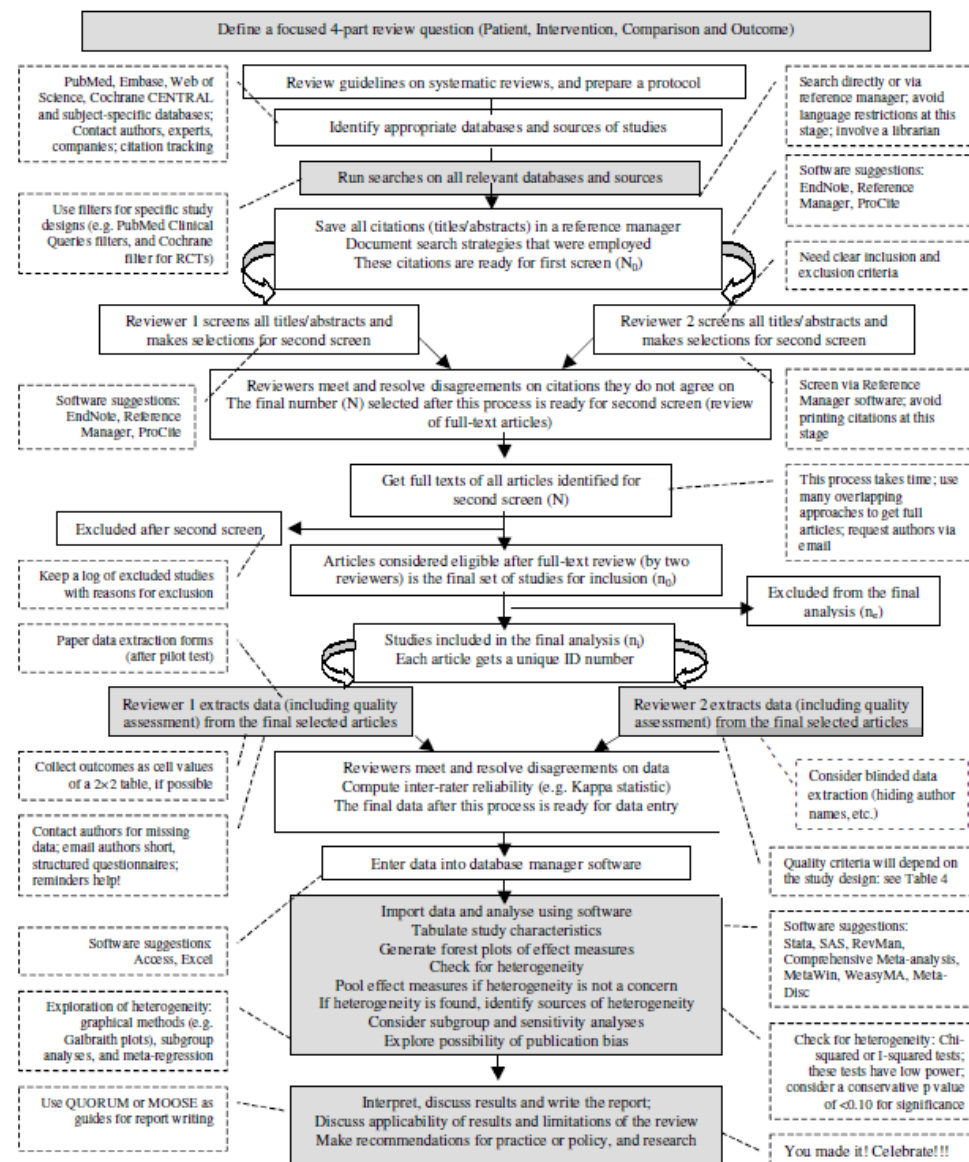 Define a focused 4-part review question (Patient, Intervention, Comparison and Outcome)
PubMed, Embase, Web of
Science, Cochrane CENTRAL
and subject-specific databases;
Contact authors, experts,
companies; citation tracking
Review guidelines on systematic reviews, and prepare a protocol
Identify appropriate databases and sources of studies
Search directly or via
reference manager; avoid
language restrictions at this
stage; involve a librarian
Run searches on all relevant databases and sources
Software suggestions:
EndNote, Reference
Manager, ProCite
Use filters for specific study
designs (e.g. PubMed Clinical
Queries filters, and Cochrane
filter for RCTs)
Save all citations (titles/abstracts) in a reference manager
Document search strategies that were employed
These citations are ready for first screen (N₀)
Need clear inclusion and
exclusion criteria
Reviewer 1 screens all titles/abstracts and
makes selections for second screen
Reviewer 2 screens all titles/abstracts and
makes selections for second screen
Software suggestions:
EndNote, Reference
Manager, ProCite
Reviewers meet and resolve disagreements on citations they do not agree on
The final number (N) selected after this process is ready for second screen (review
of full-text articles)
Screen via Reference
Manager software; avoid
printing citations at this
stage
Get full texts of all articles identified for
second screen (N)
This process takes time; use
many overlapping
approaches to get full
articles; request authors via
email
Excluded after second screen
Keep a log of excluded studies
with reasons for exclusion
Articles considered eligible after full-text review (by two
reviewers) is the final set of studies for inclusion (n₀)
Excluded from the final
analysis (nₑ)
Paper data extraction forms
(after pilot test)
Studies included in the final analysis (nᵢ)
Each article gets a unique ID number
Reviewer 1 extracts data (including quality
assessment) from the final selected articles
Reviewer 2 extracts data (including quality
assessment) from the final selected articles
Collect outcomes as cell values
of a 2×2 table, if possible
Reviewers meet and resolve disagreements on data
Compute inter-rater reliability (e.g. Kappa statistic)
The final data after this process is ready for data entry
Consider blinded data
extraction (hiding author
names, etc.)
Contact authors for missing
data; email authors short,
structured questionnaires;
reminders help!
Enter data into database manager software
Quality criteria will depend on
the study design: see Table 4
Software suggestions:
Access, Excel
Import data and analyse using software
Tabulate study characteristics
Generate forest plots of effect measures
Check for heterogeneity
Pool effect measures if heterogeneity is not a concern
If heterogeneity is found, identify sources of heterogeneity
Consider subgroup and sensitivity analyses
Explore possibility of publication bias
Software suggestions:
Stata, SAS, RevMan,
Comprehensive Meta-analysis,
MetaWin, WeasyMA, Meta-
Disc
Exploration of heterogeneity:
graphical methods (e.g.
Galbraith plots), subgroup
analyses, and meta-regression
Check for heterogeneity: Chi-
squared or I-squared tests;
these tests have low power;
consider a conservative p value
of <0.10 for significance
Use QUORUM or MOOSE as
guides for report writing
Interpret, discuss results and write the report;
Discuss applicability of results and limitations of the review
Make recommendations for practice or policy, and research
You made it! Celebrate!!!